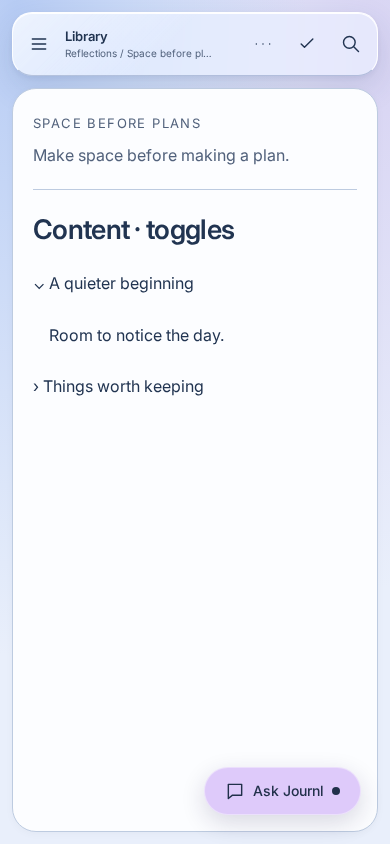 Library
Reflections / Space before pl...
SPACE BEFORE PLANS
Make space before making a plan.
Content · toggles
A quieter beginning
Room to notice the day.
› Things worth keeping
Ask Journl